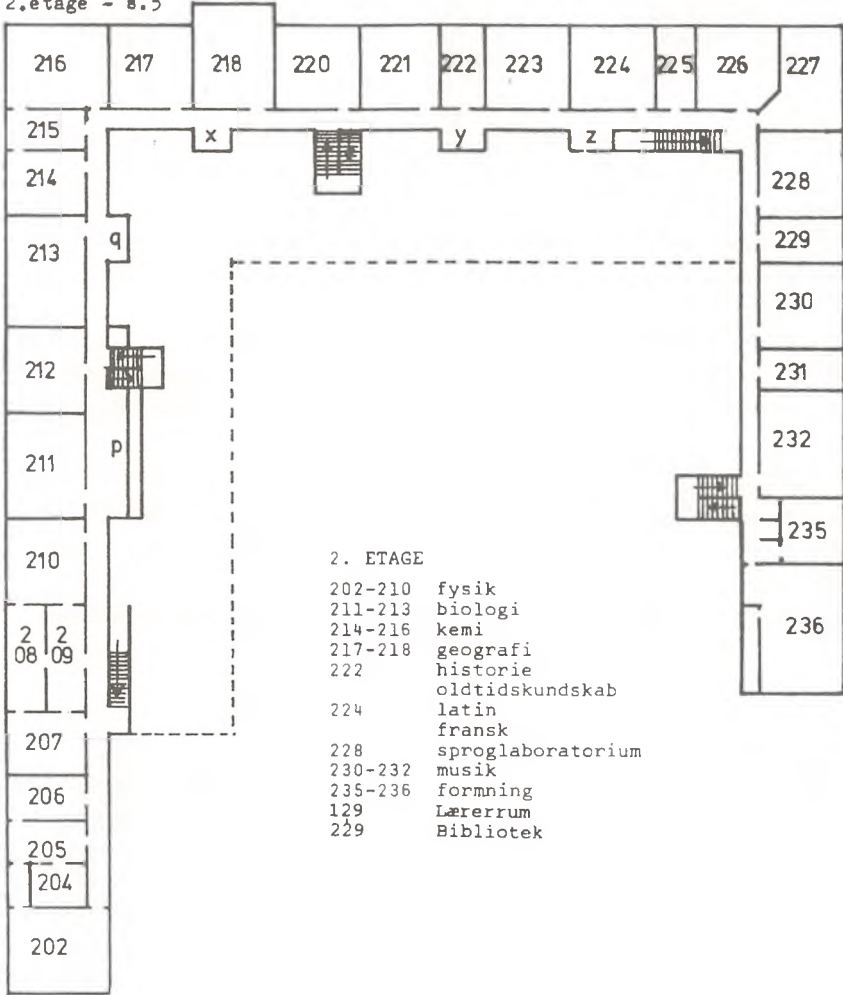 2.etage - s.5
216 217 218 220 221 222 223 224 225 226 227
215 x y z
214 228
q
213 229
230
212 231
211 p 232
210 235
2 08 2 09 236
207
206
205
204
202
2. ETAGE
202-210 fysik
211-213 biologi
214-216 kemi
217-218 geografi
222 historie
oldtidskundskab
224 latin
fransk
228 sproglaboratorium
230-232 musik
235-236 formning
129 Lærerrum
229 Bibliotek